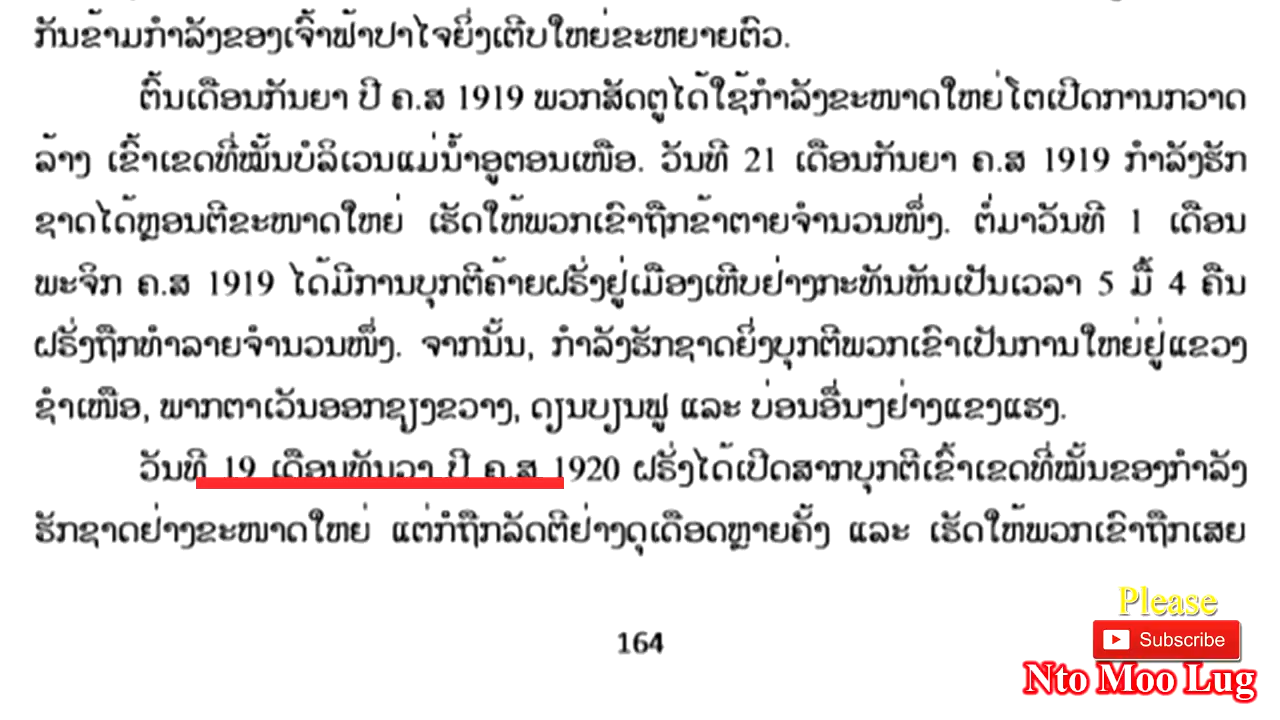 ກັນຂ້າມກຳລັງຂອງເຈົ້າຟ້າປາໄຈຍິ່ງເຕີບໃຫຍ່ຂະຫຍາຍຕົວ.
ຕົ້ນເດືອນກັນຍາ ປີ ຄ.ສ 1919 ພວກສັດຕູໄດ້ໃຊ້ກຳລັງຂະໜາດໃຫຍ່ໂຕເປີດການກວາດ
ລ້າງ ເຂົ້າເຂດທີ່ໝັ້ນບໍລິເວນແມ່ນ້ຳອູຕອນເໜືອ. ວັນທີ 21 ເດືອນກັນຍາ ຄ.ສ 1919 ກຳລັງຮັກ
ຊາດໄດ້ຫຼອນຕີຂະໜາດໃຫຍ່ ເຮັດໃຫ້ພວກເຂົາຖືກຂ້າຕາຍຈຳນວນໜຶ່ງ. ຕໍ່ມາວັນທີ 1 ເດືອນ
ພະຈິກ ຄ.ສ 1919 ໄດ້ມີການບຸກຕີຄ້າຍຝຣັ່ງຢູ່ເມືອງເຫີບຢ່າງກະທັນຫັນເປັນເວລາ 5 ມື້ 4 ຄືນ
ຝຣັ່ງຖືກທຳລາຍຈຳນວນໜຶ່ງ. ຈາກນັ້ນ, ກຳລັງຮັກຊາດຍິ່ງບຸກຕີພວກເຂົາເປັນການໃຫຍ່ຢູ່ແຂວງ
ຊຳເໜືອ, ພາກຕາເວັນອອກຊຽງຂວາງ, ດຽນບຽນຟູ ແລະ ບ່ອນອື່ນໆຢ່າງແຂງແຮງ.
ວັນທີ 19 ເດືອນທັນວາ ປີ ຄ.ສ 1920 ຝຣັ່ງໄດ້ເປີດສາກບຸກຕີເຂົ້າເຂດທີ່ໝັ້ນຂອງກຳລັງ
ຮັກຊາດຢ່າງຂະໜາດໃຫຍ່ ແຕ່ກໍຖືກລັດຕີຢ່າງດຸເດືອດຫຼາຍຄັ້ງ ແລະ ເຮັດໃຫ້ພວກເຂົາຖືກເສຍ
164
Please
Subscribe
Nto Moo Lug